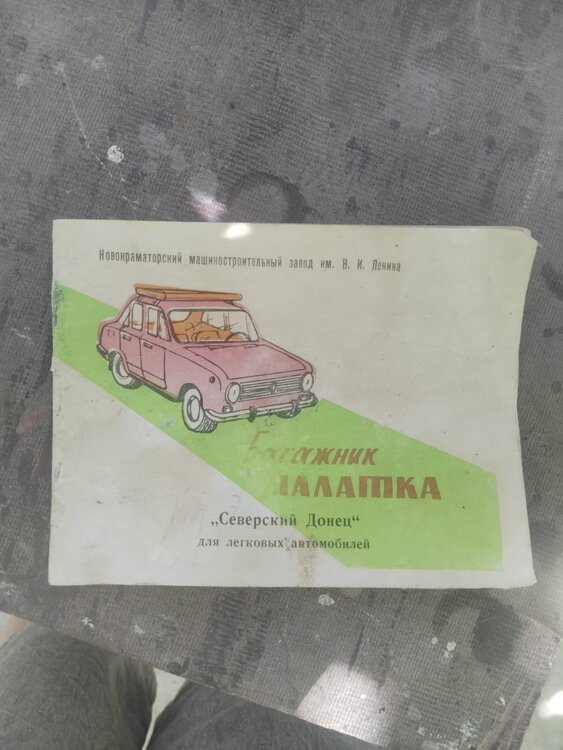 Новокраматорский машиностроительный завод им. В. И. Ленина
Багажник
ПАЛАТКА
„Северский Донец“
для легковых автомобилей